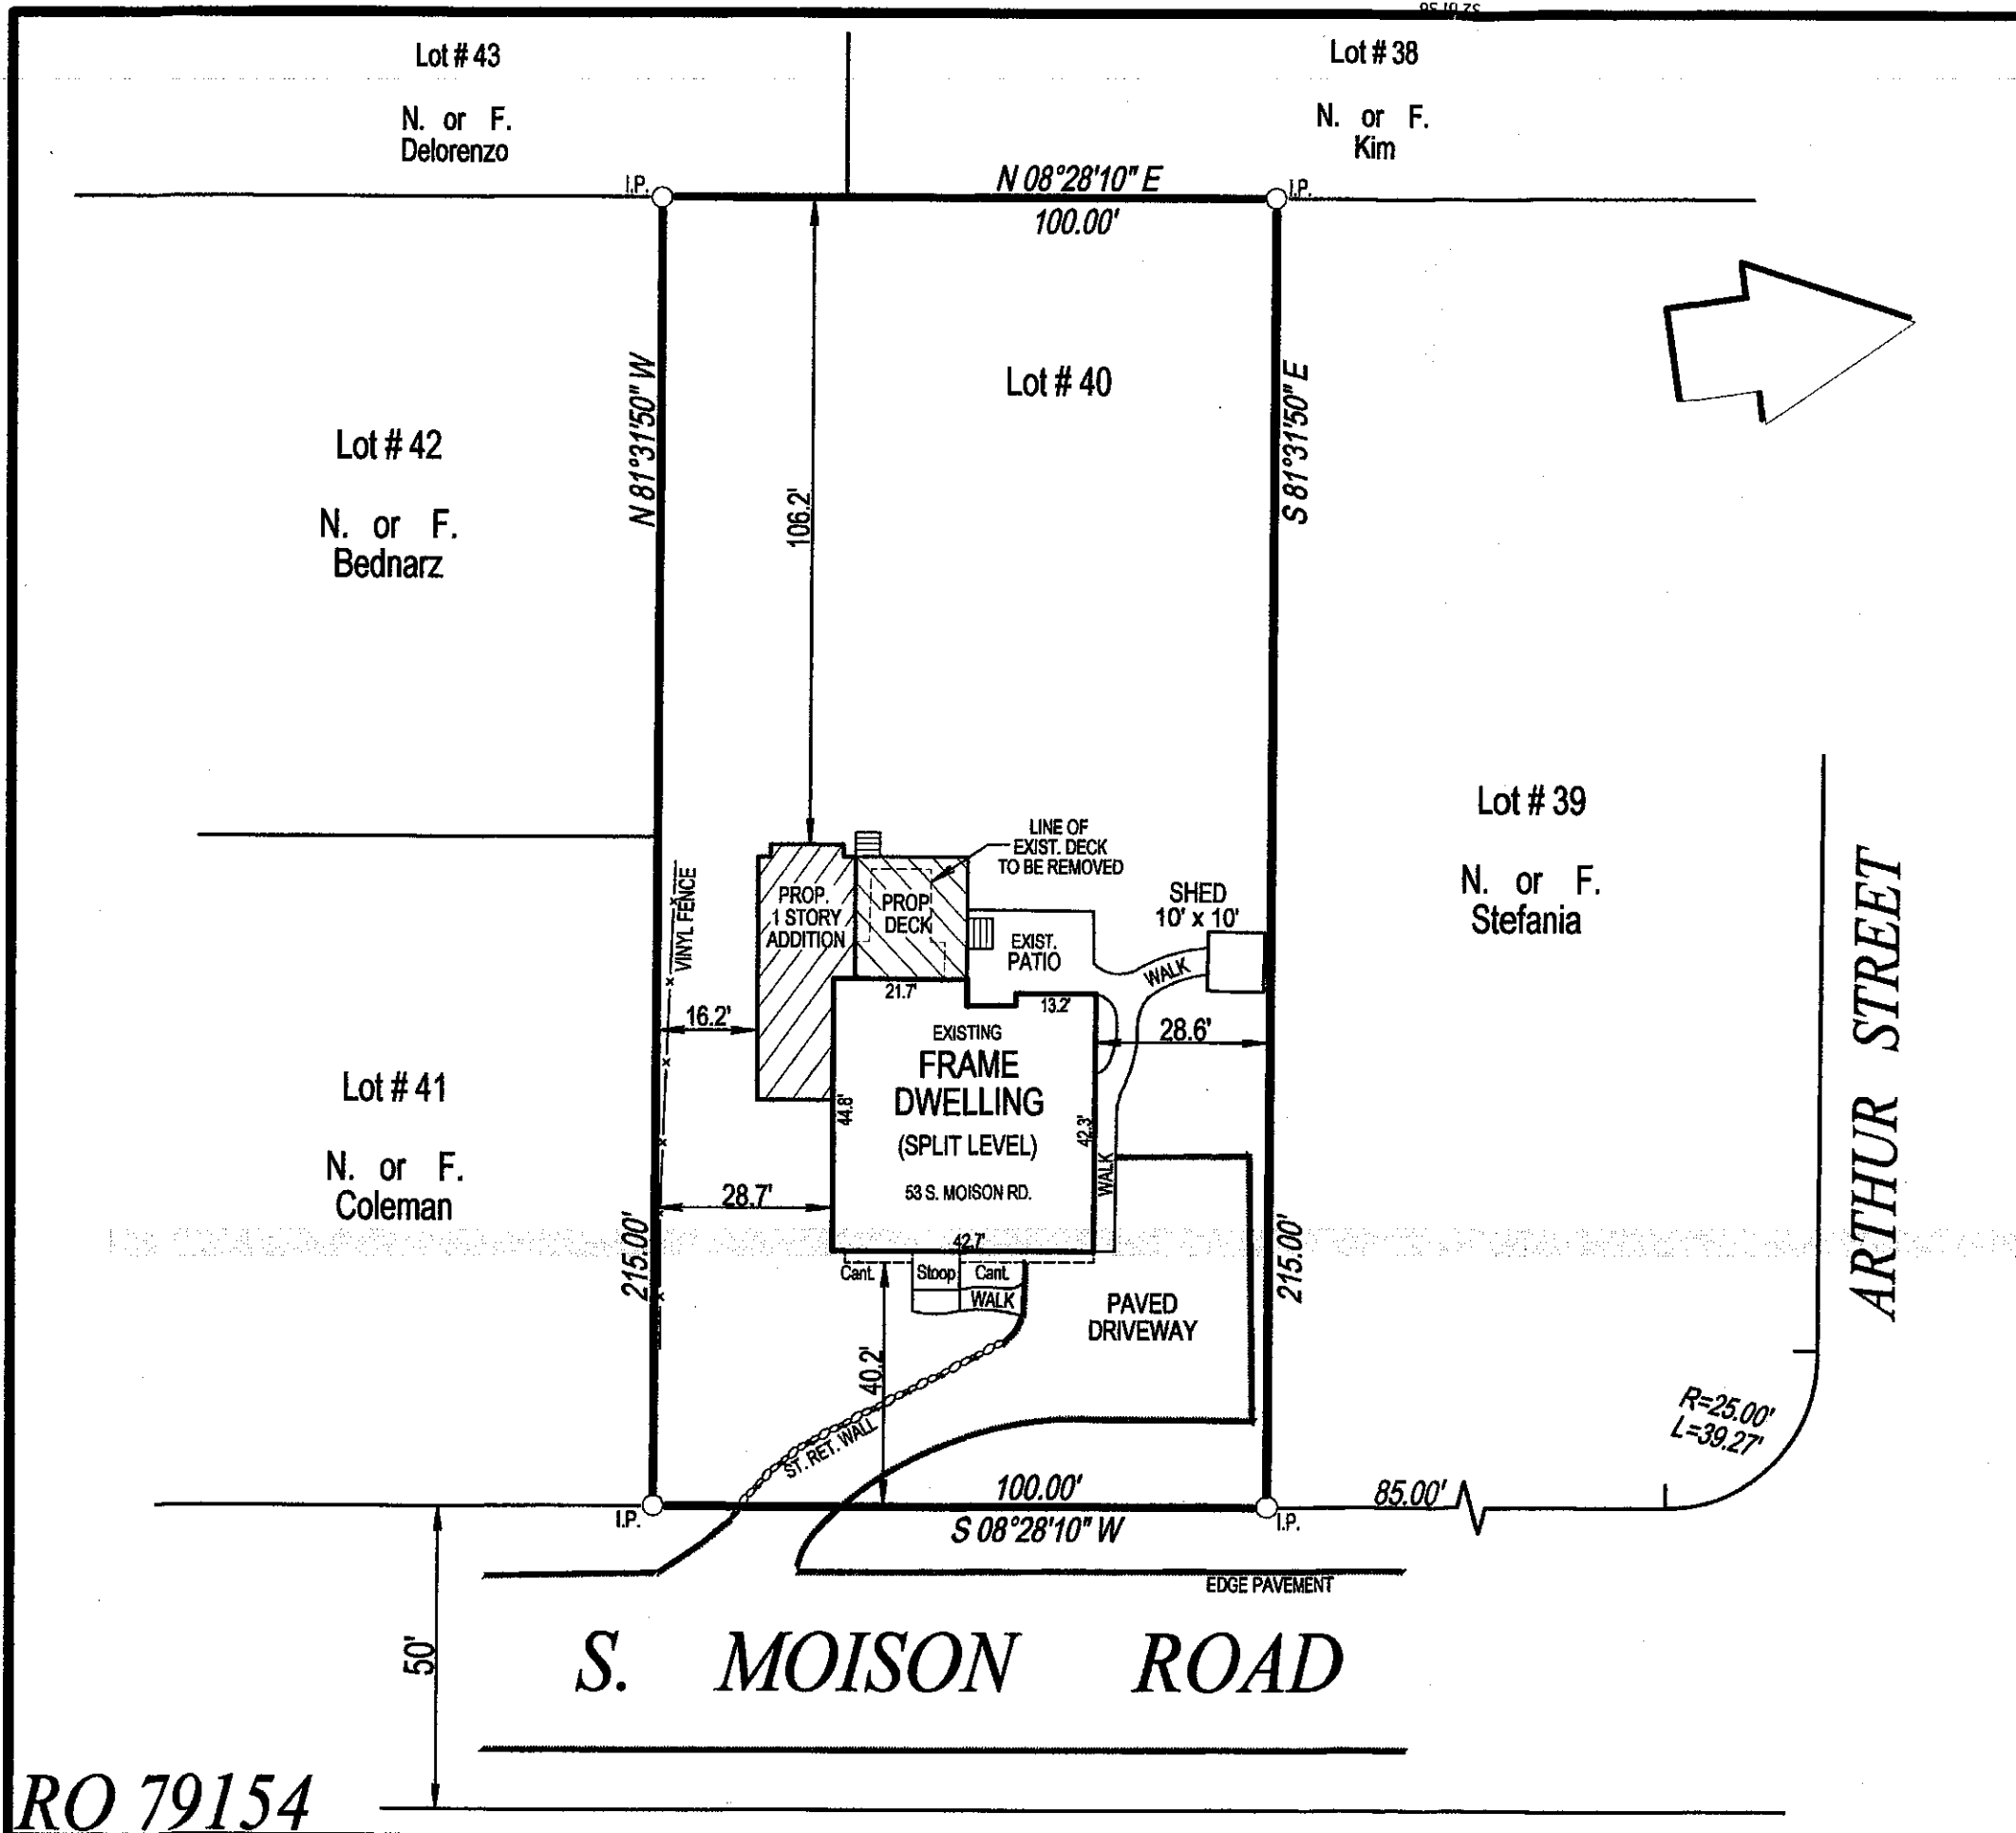 Lot # 43
N. or F.
Delorenzo
Lot # 38
N. or F.
Kim
I.P.
N 08°28'10" E
100.00'
I.P.
N 81°31'50" W
Lot # 40
S 81°31'50" E
Lot # 42
N. or F.
Bednarz
106.2'
Lot # 39
N. or F.
Stefania
LINE OF
EXIST. DECK
TO BE REMOVED
VINYL FENCE
PROP.
1 STORY
ADDITION
PROP
DECK
SHED
10' x 10'
EXIST.
PATIO
WALK
21.7'
13.2'
16.2'
28.6'
EXISTING
FRAME
DWELLING
(SPLIT LEVEL)
53 S. MOISON RD.
44.8'
42.3'
WALK
ARTHUR STREET
Lot # 41
N. or F.
Coleman
28.7'
42.7'
215.00'
215.00'
Cant.
Stoop
Cant.
WALK
PAVED
DRIVEWAY
40.2'
ST. RET. WALL
R=25.00'
L=39.27'
I.P.
100.00'
S 08°28'10" W
I.P.
85.00'
EDGE PAVEMENT
50'
S. MOISON ROAD
RO 79154